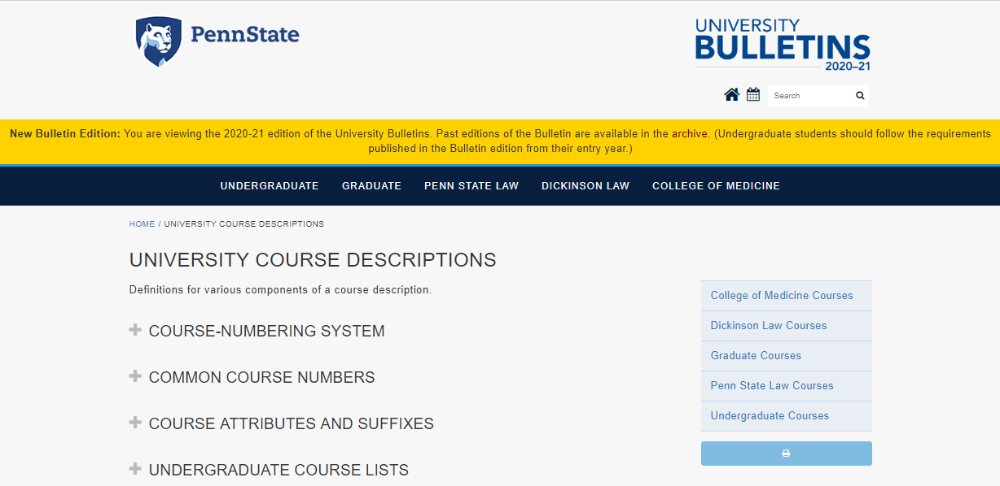 PennState
UNIVERSITY
BULLETINS
2020–21
Search
New Bulletin Edition: You are viewing the 2020-21 edition of the University Bulletins. Past editions of the Bulletin are available in the archive. (Undergraduate students should follow the requirements
published in the Bulletin edition from their entry year.)
UNDERGRADUATE GRADUATE PENN STATE LAW DICKINSON LAW COLLEGE OF MEDICINE
HOME / UNIVERSITY COURSE DESCRIPTIONS
UNIVERSITY COURSE DESCRIPTIONS
Definitions for various components of a course description.
COURSE-NUMBERING SYSTEM
COMMON COURSE NUMBERS
COURSE ATTRIBUTES AND SUFFIXES
UNDERGRADUATE COURSE LISTS
College of Medicine Courses
Dickinson Law Courses
Graduate Courses
Penn State Law Courses
Undergraduate Courses